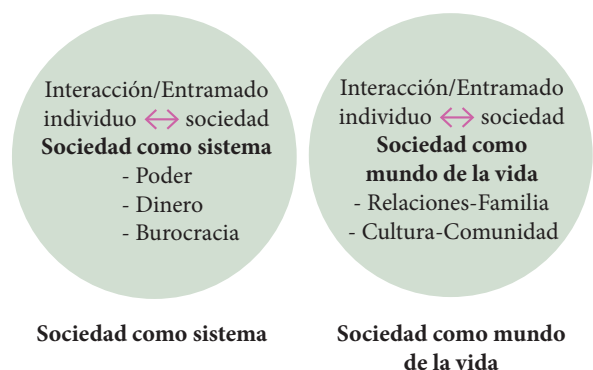 Interacción/Entramado
individuo ↔ sociedad
Sociedad como sistema
- Poder
- Dinero
- Burocracia
Interacción/Entramado
individuo ↔ sociedad
Sociedad como
mundo de la vida
- Relaciones-Familia
- Cultura-Comunidad
Sociedad como sistema
Sociedad como mundo
de la vida